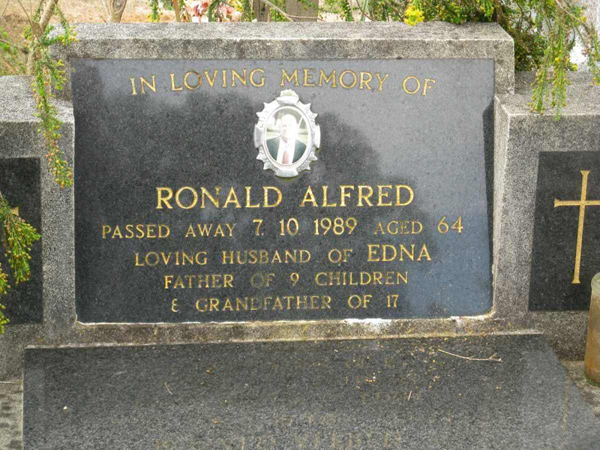 IN LOVING MEMORY OF
RONALD ALFRED
PASSED AWAY 7. 10. 1989 AGED 64
LOVING HUSBAND OF EDNA
FATHER OF 9 CHILDREN
& GRANDFATHER OF 17